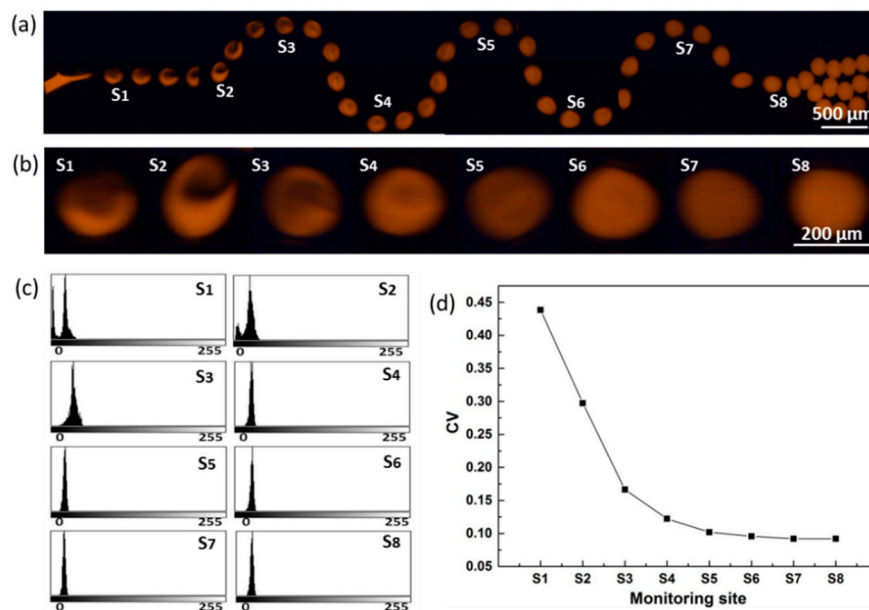 (a)
S1
S2
S3
S4
S5
S6
S7
S8
500 µm
(b)
S1
S2
S3
S4
S5
S6
S7
S8
200 µm
(c)
S1
0
255
S2
0
255
S3
0
255
S4
0
255
S5
0
255
S6
0
255
S7
0
255
S8
0
255
(d)
CV
0.45
0.40
0.35
0.30
0.25
0.20
0.15
0.10
0.05
S1 S2 S3 S4 S5 S6 S7 S8
Monitoring site